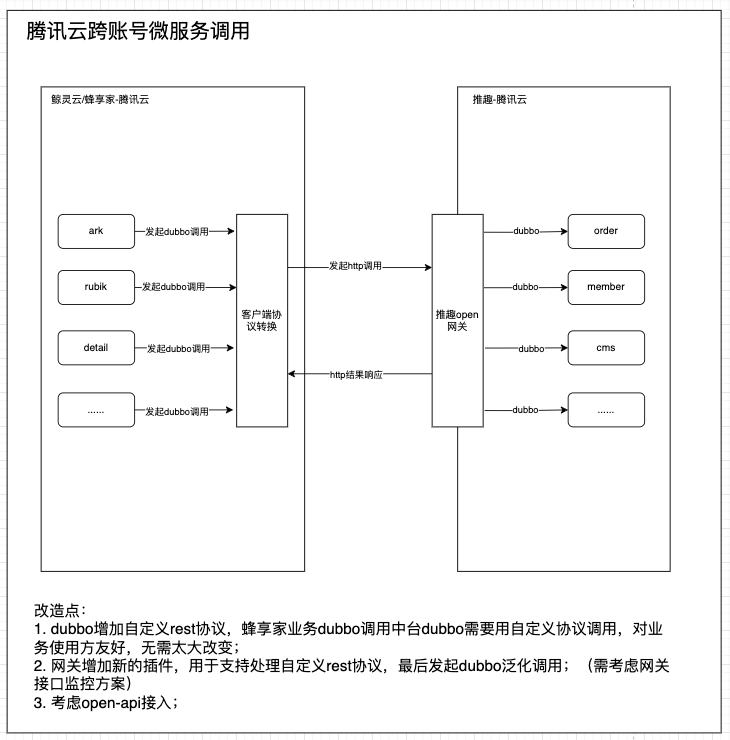 腾讯云跨账号微服务调用
鲸灵云/蜂享家-腾讯云
推趣-腾讯云
ark
发起dubbo调用
rubik
发起dubbo调用
detail
发起dubbo调用
......
发起dubbo调用
客户端协
议转换
发起http调用
http结果响应
推趣open
网关
dubbo
order
dubbo
member
dubbo
cms
dubbo
......
改造点：
1. dubbo增加自定义rest协议，蜂享家业务dubbo调用中台dubbo需要用自定义协议调用，对业
务使用方友好，无需太大改变；
2. 网关增加新的插件，用于支持处理自定义rest协议，最后发起dubbo泛化调用；（需考虑网关
接口监控方案）
3. 考虑open-api接入；